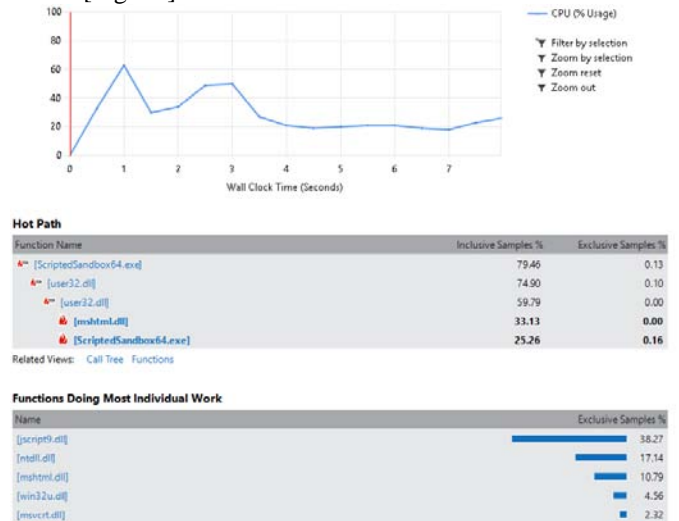 100
80
60
40
20
0
0 1 2 3 4 5 6 7
Wall Clock Time (Seconds)
CPU (% Usage)
Filter by selection
Zoom by selection
Zoom reset
Zoom out
Hot Path
Function Name Inclusive Samples % Exclusive Samples %
[ScriptedSandbox64.exe] 79.46 0.13
[user32.dll] 74.90 0.10
[user32.dll] 59.79 0.00
[mshtml.dll] 33.13 0.00
[ScriptedSandbox64.exe] 25.26 0.16
Related Views: Call Tree Functions
Functions Doing Most Individual Work
Name Exclusive Samples %
[jscript9.dll] 38.27
[ntdll.dll] 17.14
[mshtml.dll] 10.79
[win32u.dll] 4.56
[msvcrt.dll] 2.32